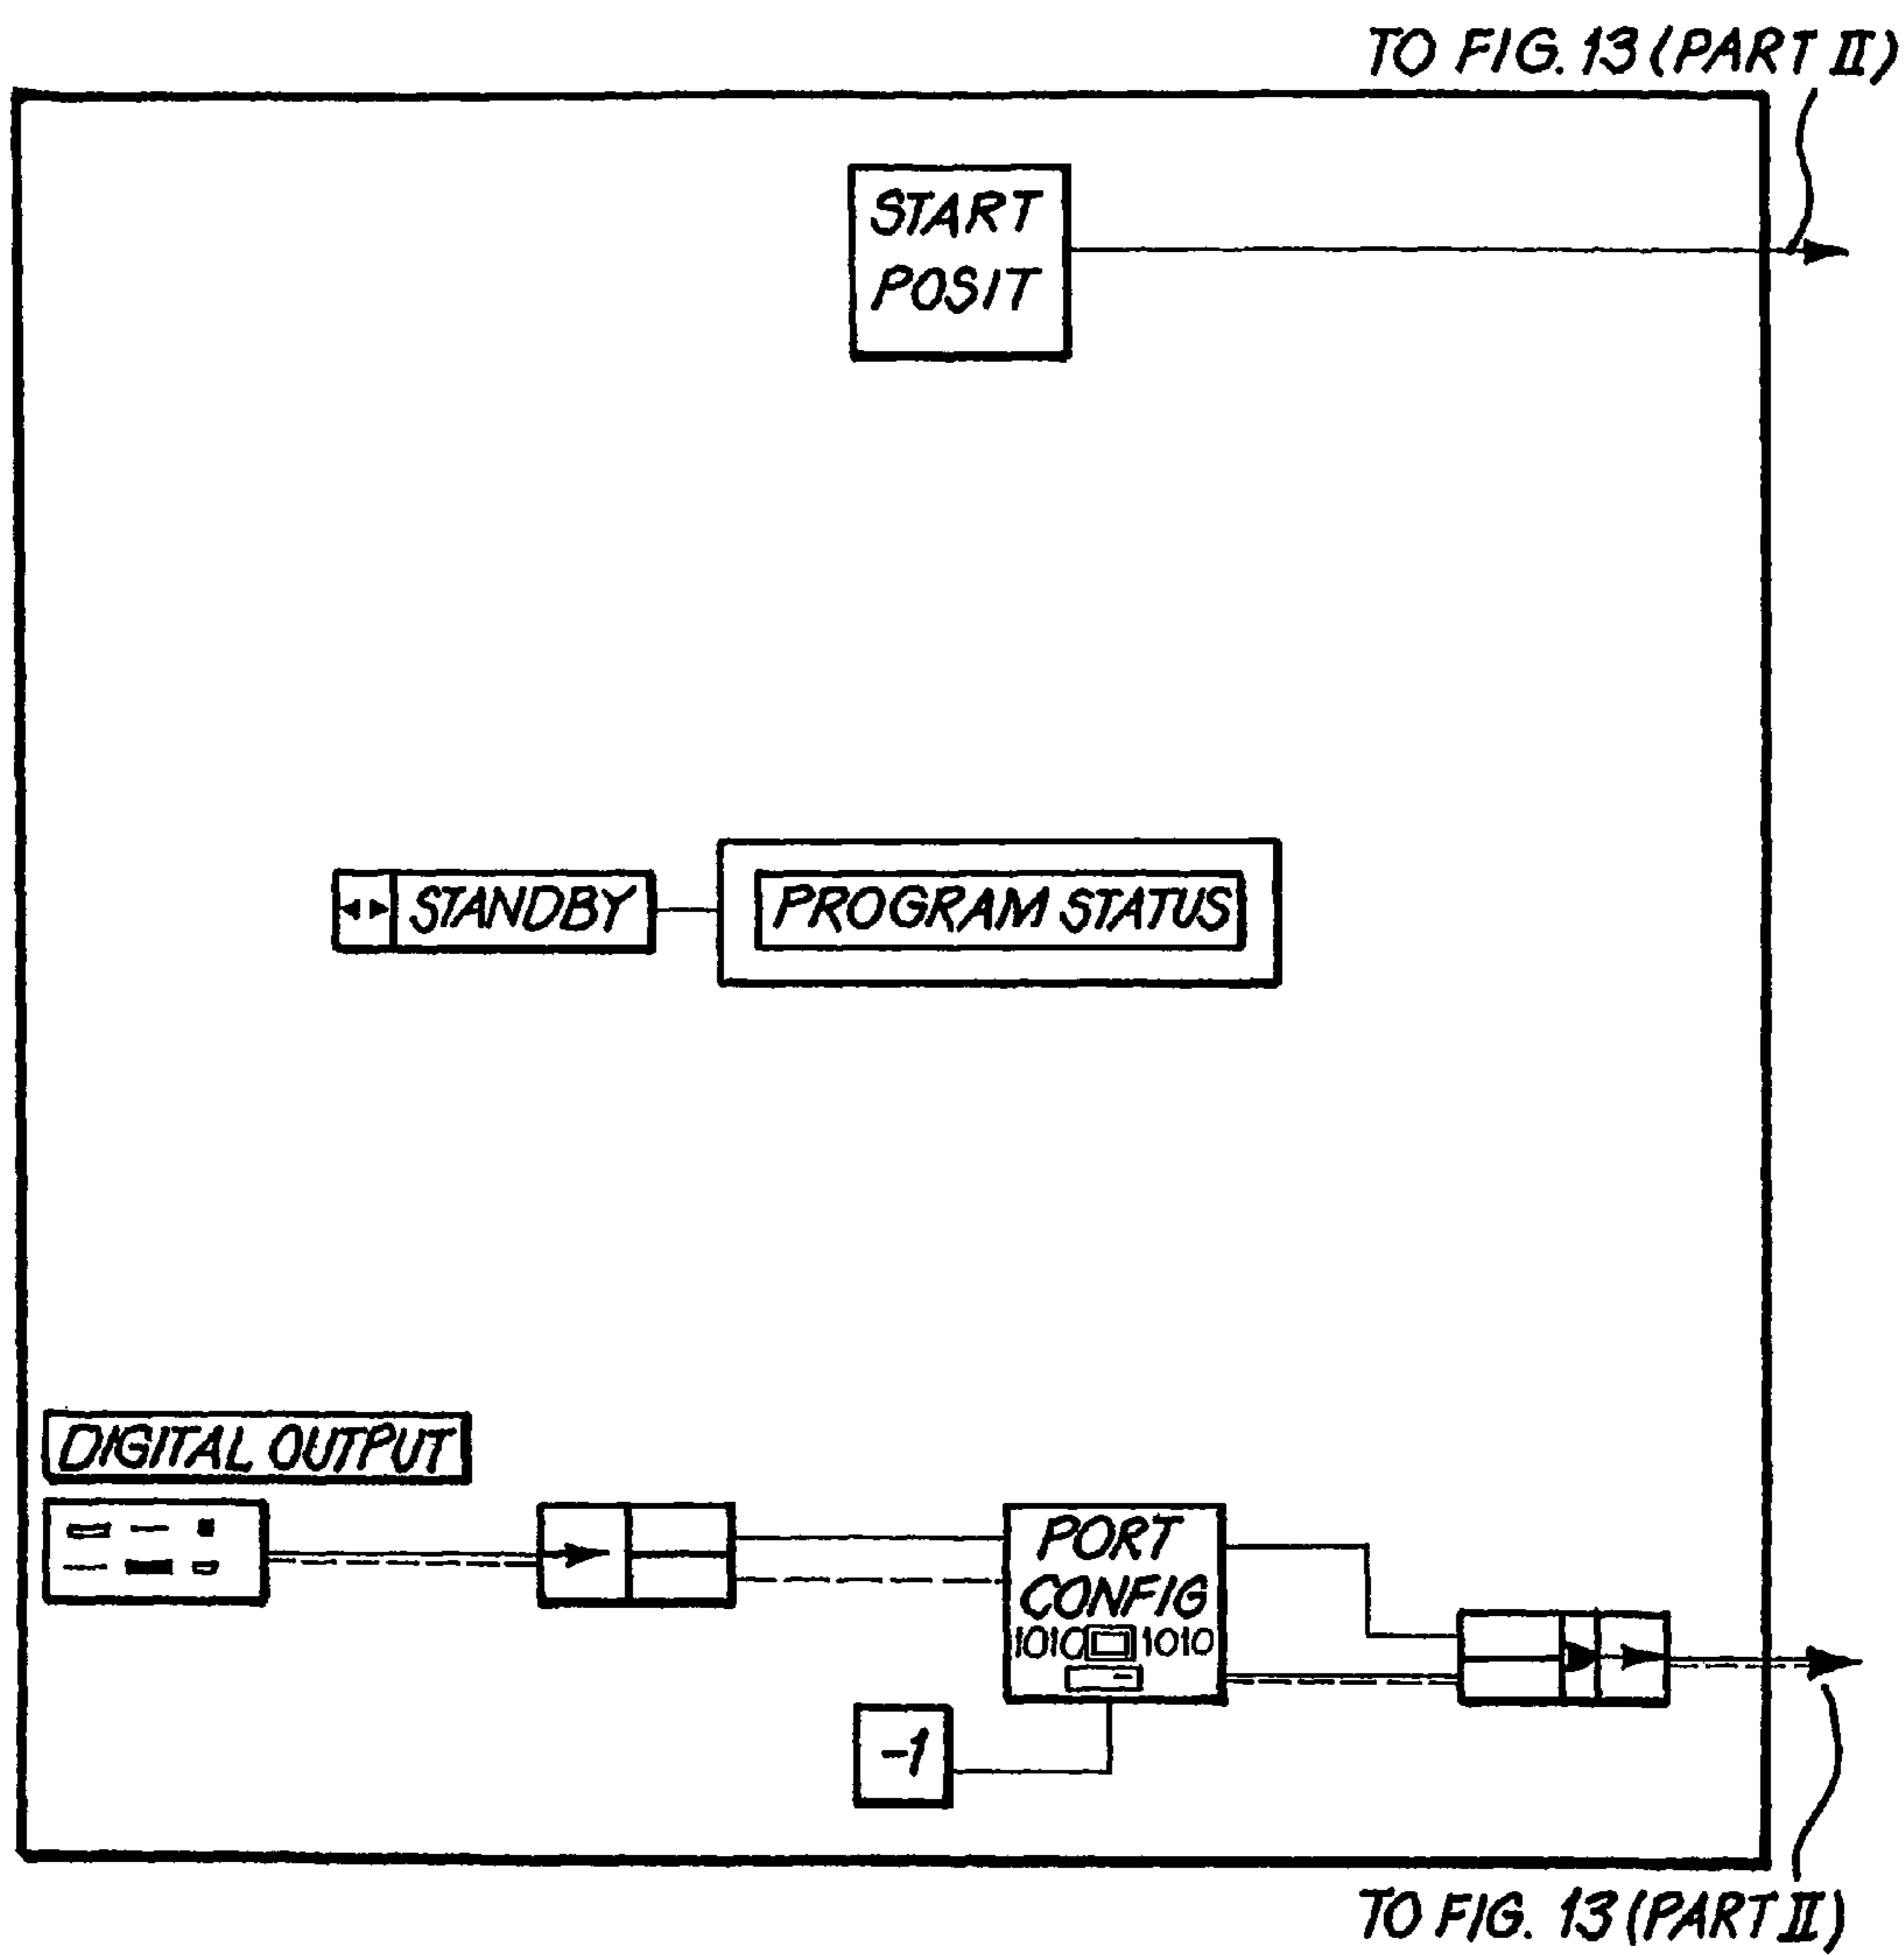 TO FIG. 13 (PART II)
START
POSIT
STANDBY
PROGRAM STATUS
DIGITAL OUTPUT
PORT
CONFIG
1010 1010
-1
TO FIG. 13 (PART II)